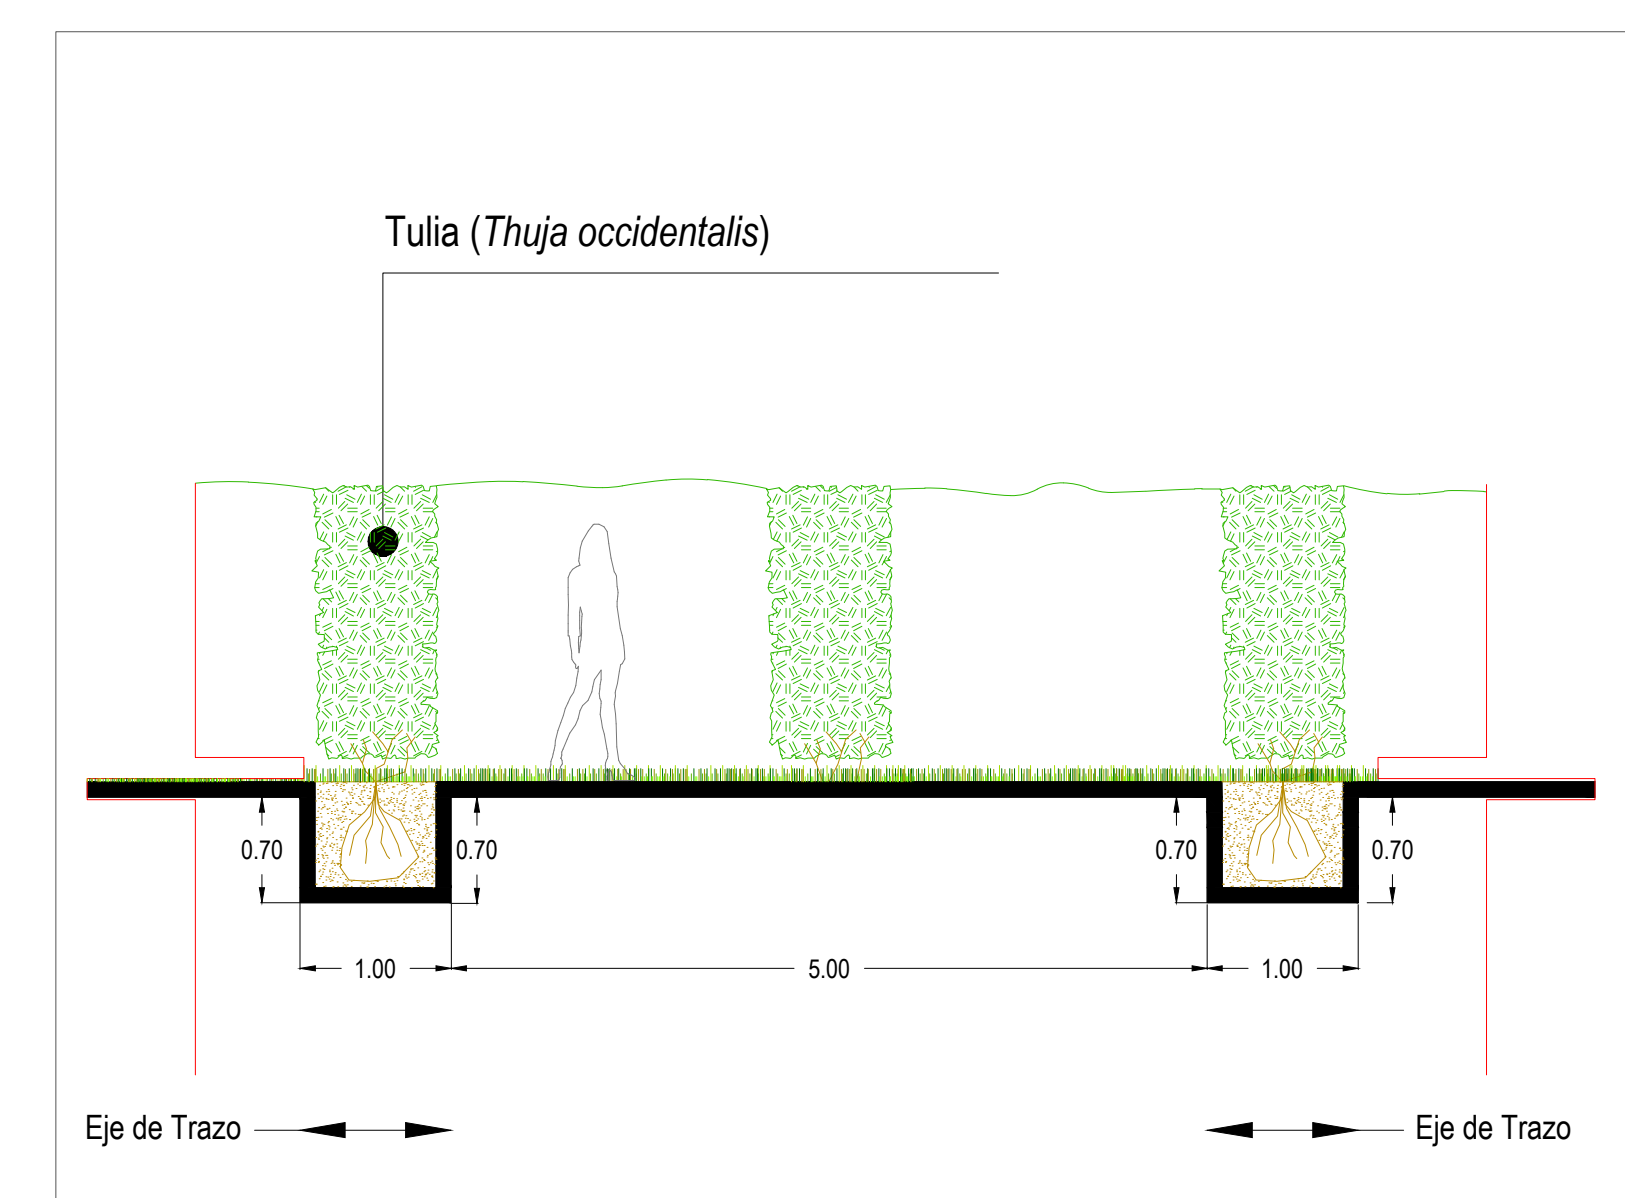 Tulia (Thuja occidentalis)
0.70 0.70 0.70 0.70
1.00 5.00 1.00
Eje de Trazo Eje de Trazo